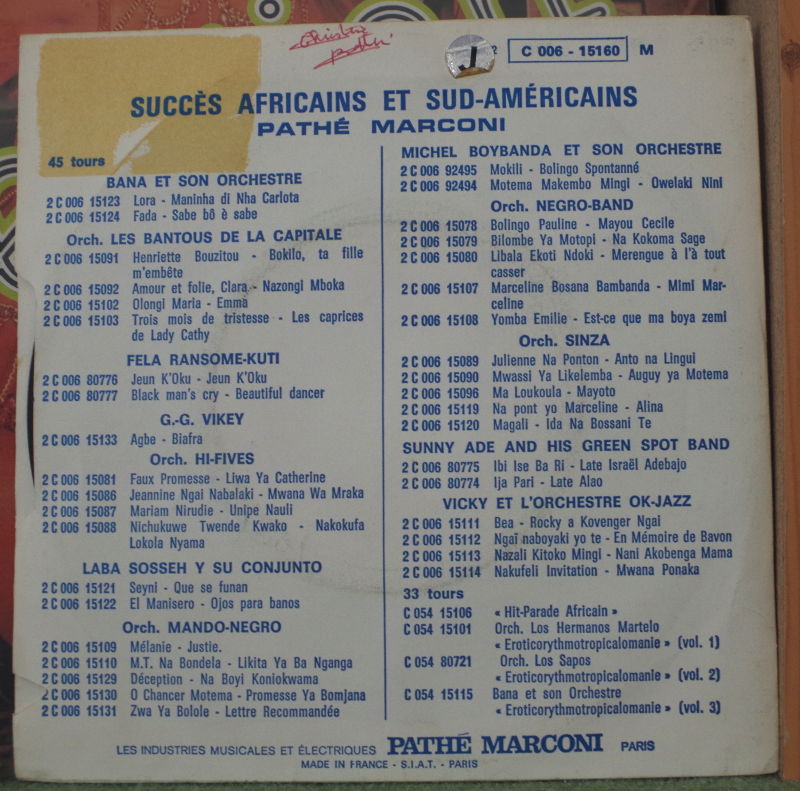 J
2
C 006 - 15160 M
SUCCÈS AFRICAINS ET SUD-AMÉRICAINS
PATHÉ MARCONI
45 tours
BANA ET SON ORCHESTRE
2 C 006 15123 Lora - Maninha di Nha Carlota
2 C 006 15124 Fada - Sabe bô è sabe
Orch. LES BANTOUS DE LA CAPITALE
2 C 006 15091 Henriette Bouzitou - Bokilo, ta fille
m'embête
2 C 006 15092 Amour et folie, Clara - Nazongi Mboka
2 C 006 15102 Olongi Maria - Emma
2 C 006 15103 Trois mois de tristesse - Les caprices
de Lady Cathy
FELA RANSOME-KUTI
2 C 006 80776 Jeun K'Oku - Jeun K'Oku
2 C 006 80777 Black man's cry - Beautiful dancer
G.-G. VIKEY
2 C 006 15133 Agbe - Biafra
Orch. HI-FIVES
2 C 006 15081 Faux Promesse - Liwa Ya Catherine
2 C 006 15086 Jeannine Ngai Nabalaki - Mwana Wa Mraka
2 C 006 15087 Mariam Nirudie - Unipe Nauli
2 C 006 15088 Nichukuwe Twende Kwako - Nakokufa
Lokola Nyama
LABA SOSSEH Y SU CONJUNTO
2 C 006 15121 Seyni - Que se funan
2 C 006 15122 El Manisero - Ojos para banos
Orch. MANDO-NEGRO
2 C 006 15109 Mélanie - Justie.
2 C 006 15110 M.T. Na Bondela - Likita Ya Ba Nganga
2 C 006 15129 Déception - Na Boyi Koniokwama
2 C 006 15130 O Chancer Motema - Promesse Ya Bomjana
2 C 006 15131 Zwa Ya Bolole - Lettre Recommandée
MICHEL BOYBANDA ET SON ORCHESTRE
2 C 006 92495 Mokili - Bolingo Spontanné
2 C 006 92494 Motema Makembo Mingi - Owelaki Nini
Orch. NEGRO-BAND
2 C 006 15078 Bolingo Pauline - Mayou Cecile
2 C 006 15079 Bilombe Ya Motopi - Na Kokoma Sage
2 C 006 15080 Libala Ekoti Ndoki - Merengue à l'à tout
casser
2 C 006 15107 Marceline Bosana Bambanda - Mimi Mar-
celine
2 C 006 15108 Yomba Emilie - Est-ce que ma boya zemi
Orch. SINZA
2 C 006 15089 Julienne Na Ponton - Anto na Lingui
2 C 006 15090 Mwassi Ya Likelemba - Auguy ya Motema
2 C 006 15096 Ma Loukoula - Mayoto
2 C 006 15119 Na pont yo Marceline - Alina
2 C 006 15120 Magali - Ida Na Bossani Te
SUNNY ADE AND HIS GREEN SPOT BAND
2 C 006 80775 Ibi Ise Ba Ri - Late Israël Adebajo
2 C 006 80774 Ija Pari - Late Alao
VICKY ET L'ORCHESTRE OK-JAZZ
2 C 006 15111 Bea - Rocky a Kovenger Ngai
2 C 006 15112 Ngaï naboyaki yo te - En Mémoire de Bavon
2 C 006 15113 Nazali Kitoko Mingi - Nani Akobenga Mama
2 C 006 15114 Nakufeli Invitation - Mwana Ponaka
33 tours
C 054 15106 « Hit-Parade Africain »
C 054 15101 Orch. Los Hermanos Martelo
« Eroticorythmotropicalomanie » (vol. 1)
C 054 80721 Orch. Los Sapos
« Eroticorythmotropicalomanie » (vol. 2)
C 054 15115 Bana et son Orchestre
« Eroticorythmotropicalomanie » (vol. 3)
LES INDUSTRIES MUSICALES ET ÉLECTRIQUES PATHÉ MARCONI PARIS
MADE IN FRANCE - S.I.A.T. - PARIS